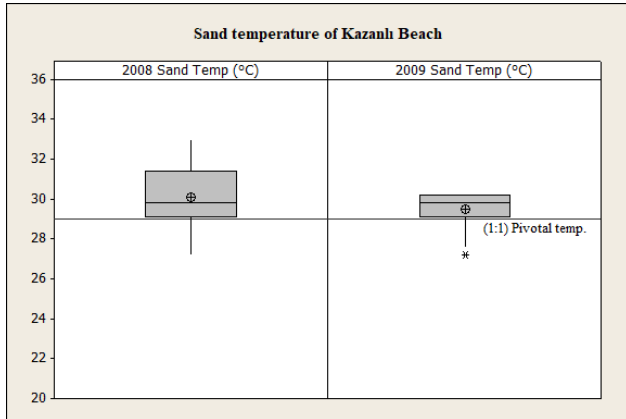 Sand temperature of Kazanlı Beach
2008 Sand Temp (°C)
2009 Sand Temp (°C)
36
34
32
30
28
26
24
22
20
(1:1) Pivotal temp.